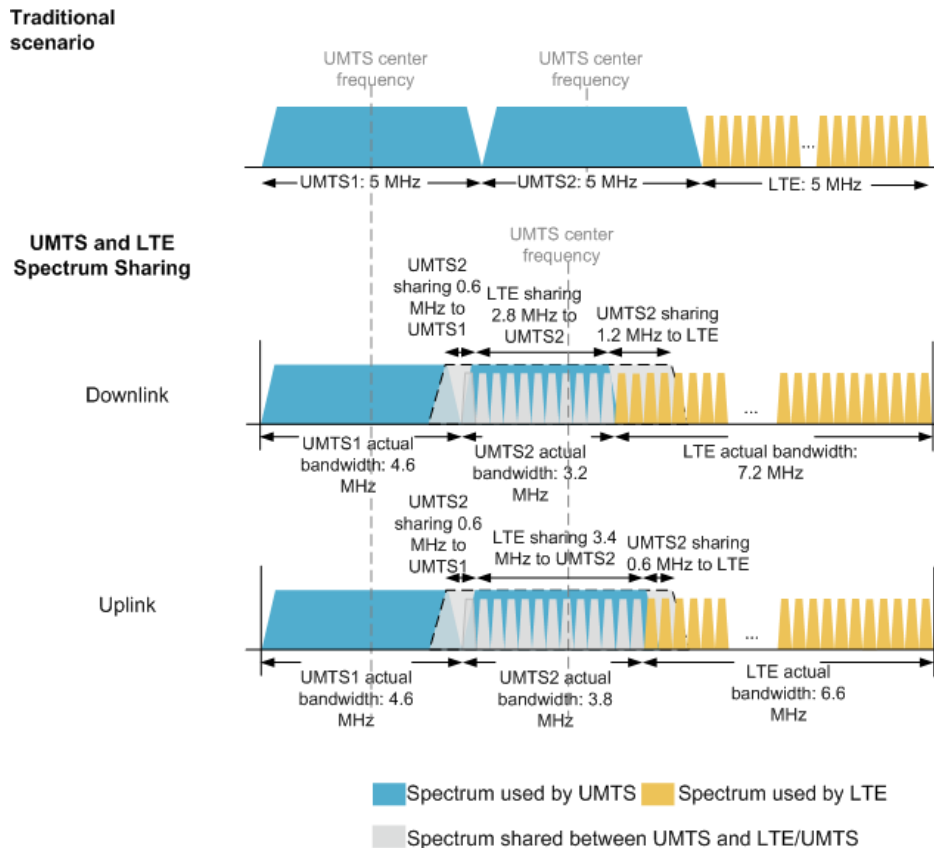 Traditional
scenario
UMTS center
frequency
UMTS center
frequency
...
UMTS1: 5 MHz
UMTS2: 5 MHz
LTE: 5 MHz
UMTS and LTE
Spectrum Sharing
UMTS center
frequency
UMTS2
sharing 0.6
MHz to
UMTS1
LTE sharing
2.8 MHz to
UMTS2
UMTS2 sharing
1.2 MHz to LTE
Downlink
...
UMTS1 actual
bandwidth: 4.6
MHz
UMTS2 actual
bandwidth: 3.2
MHz
LTE actual bandwidth:
7.2 MHz
UMTS2
sharing 0.6
MHz to
UMTS1
LTE sharing 3.4
MHz to UMTS2
UMTS2 sharing
0.6 MHz to LTE
Uplink
...
UMTS1 actual
bandwidth: 4.6
MHz
UMTS2 actual
bandwidth: 3.8
MHz
LTE actual
bandwidth: 6.6
MHz
Spectrum used by UMTS
Spectrum used by LTE
Spectrum shared between UMTS and LTE/UMTS